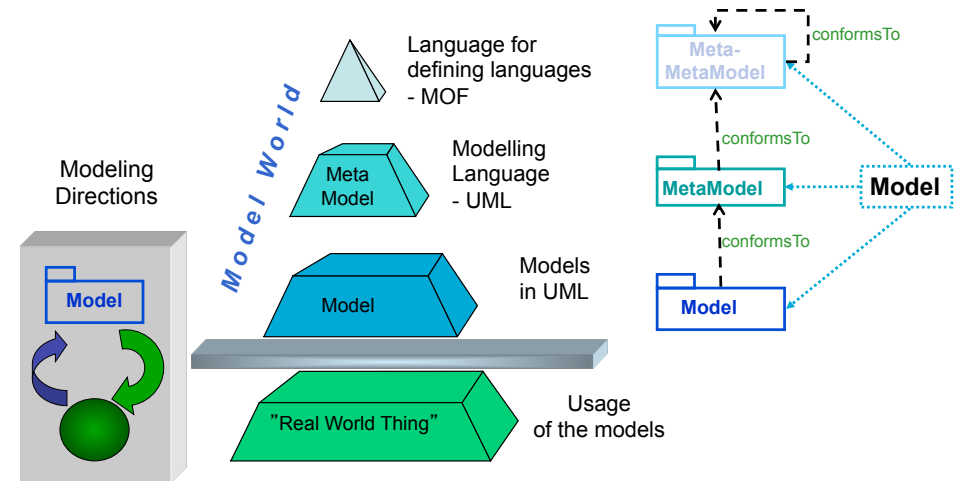 Modeling
Directions
Model
Model World
Language for
defining languages
- MOF
Meta
Model
Modelling
Language
- UML
Model
Models
in UML
"Real World Thing"
Usage
of the models
Meta-
MetaModel
conformsTo
conformsTo
MetaModel
Model
conformsTo
Model